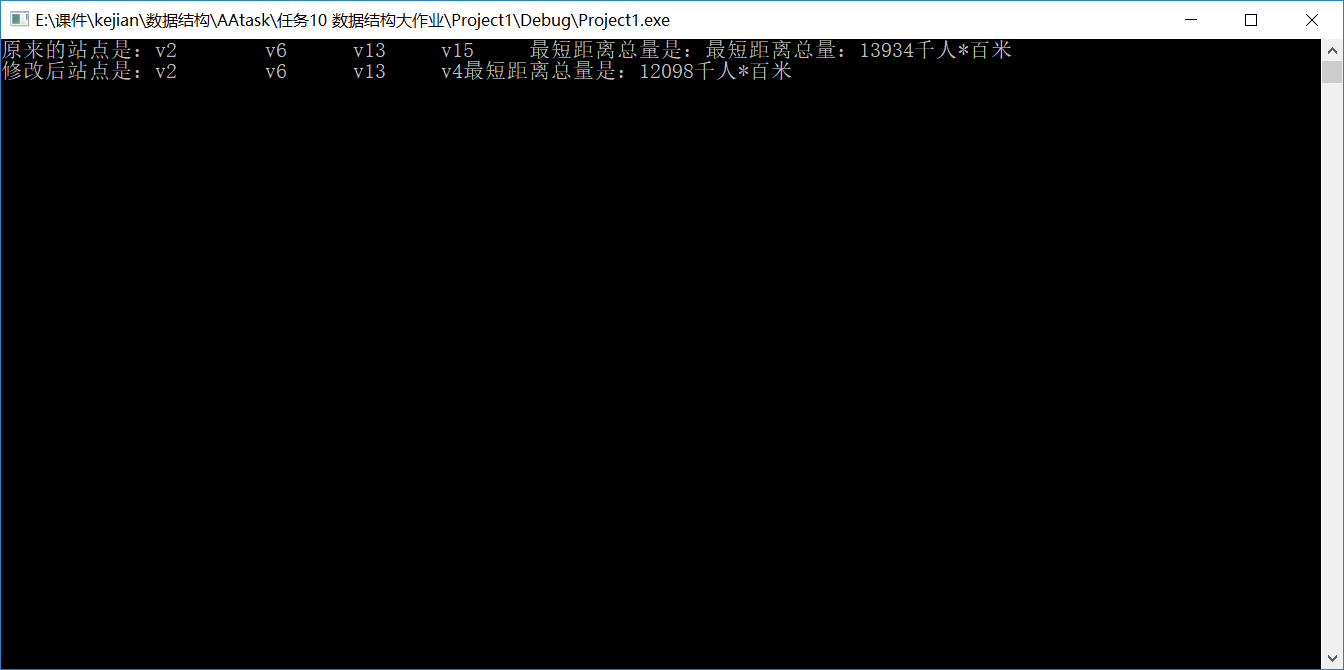 E:\课件\kejian\数据结构\AAtask\任务10 数据结构大作业\Project1\Debug\Project1.exe
原来的站点是：v2 v6 v13 v15 最短距离总量是：最短距离总量：13934千人*百米
修改后站点是：v2 v6 v13 v4最短距离总量是：12098千人*百米